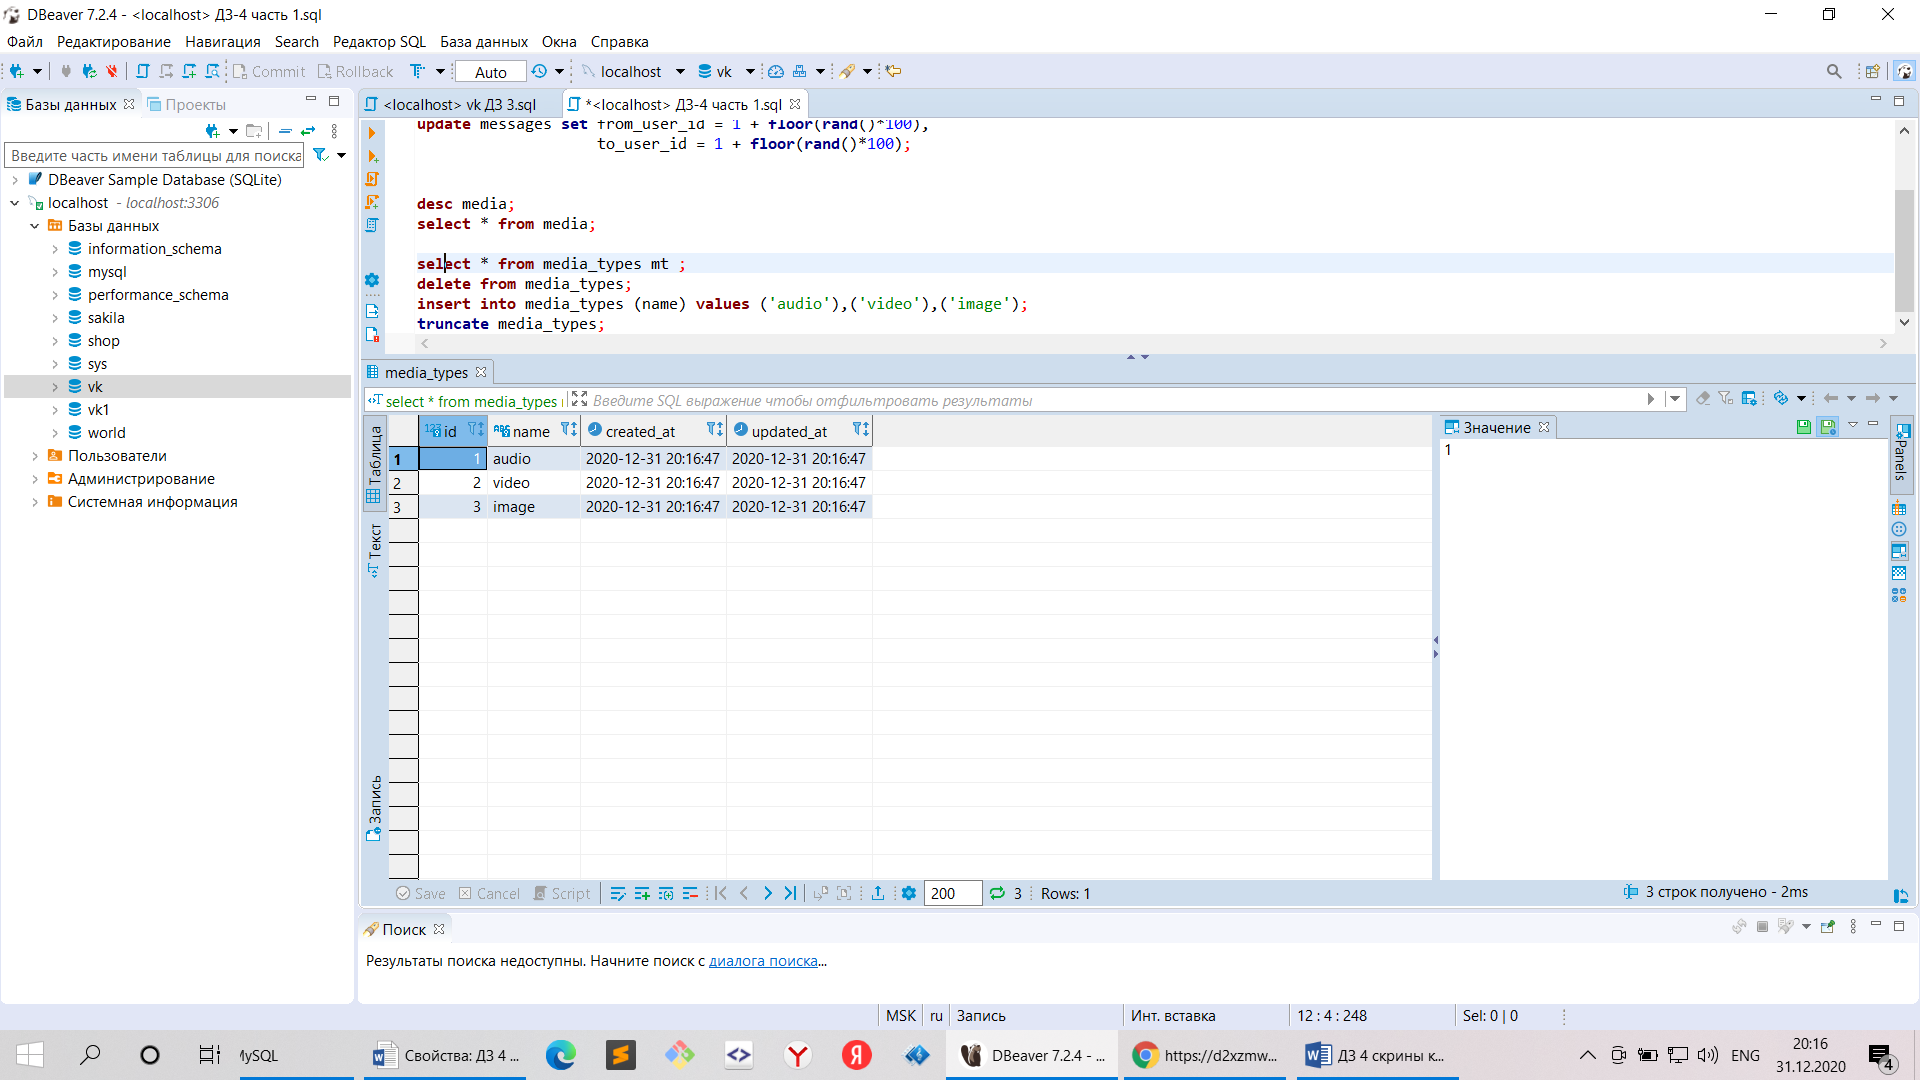 DBeaver 7.2.4 - <localhost> ДЗ-4 часть 1.sql
Файл Редактирование Навигация Search Редактор SQL База данных Окна Справка
Commit Rollback Auto localhost vk
Базы данных Проекты
Введите часть имени таблицы для поиска
DBeaver Sample Database (SQLite)
localhost - localhost:3306
Базы данных
information_schema
mysql
performance_schema
sakila
shop
sys
vk
vk1
world
Пользователи
Администрирование
Системная информация
<localhost> vk ДЗ 3.sql *<localhost> ДЗ-4 часть 1.sql
update messages set from_user_id = 1 + floor(rand()*100),
to_user_id = 1 + floor(rand()*100);
desc media;
select * from media;
select * from media_types mt ;
delete from media_types;
insert into media_types (name) values ('audio'),('video'),('image');
truncate media_types;
media_types
select * from media_types Введите SQL выражение чтобы отфильтровать результаты
Таблица
Текст
Запись
123 id ABC name created_at updated_at
1 1 audio 2020-12-31 20:16:47 2020-12-31 20:16:47
2 2 video 2020-12-31 20:16:47 2020-12-31 20:16:47
3 3 image 2020-12-31 20:16:47 2020-12-31 20:16:47
Значение
1
Panels
Save Cancel Script 200 3 Rows: 1
3 строк получено - 2ms
Поиск
Результаты поиска недоступны. Начните поиск с диалога поиска...
MSK ru Запись Инт. вставка 12 : 4 : 248 Sel: 0 | 0
MySQL Свойства: ДЗ 4 ... DBeaver 7.2.4 - ... https://d2xzmw... ДЗ 4 скрины к... ENG
20:16
31.12.2020
4